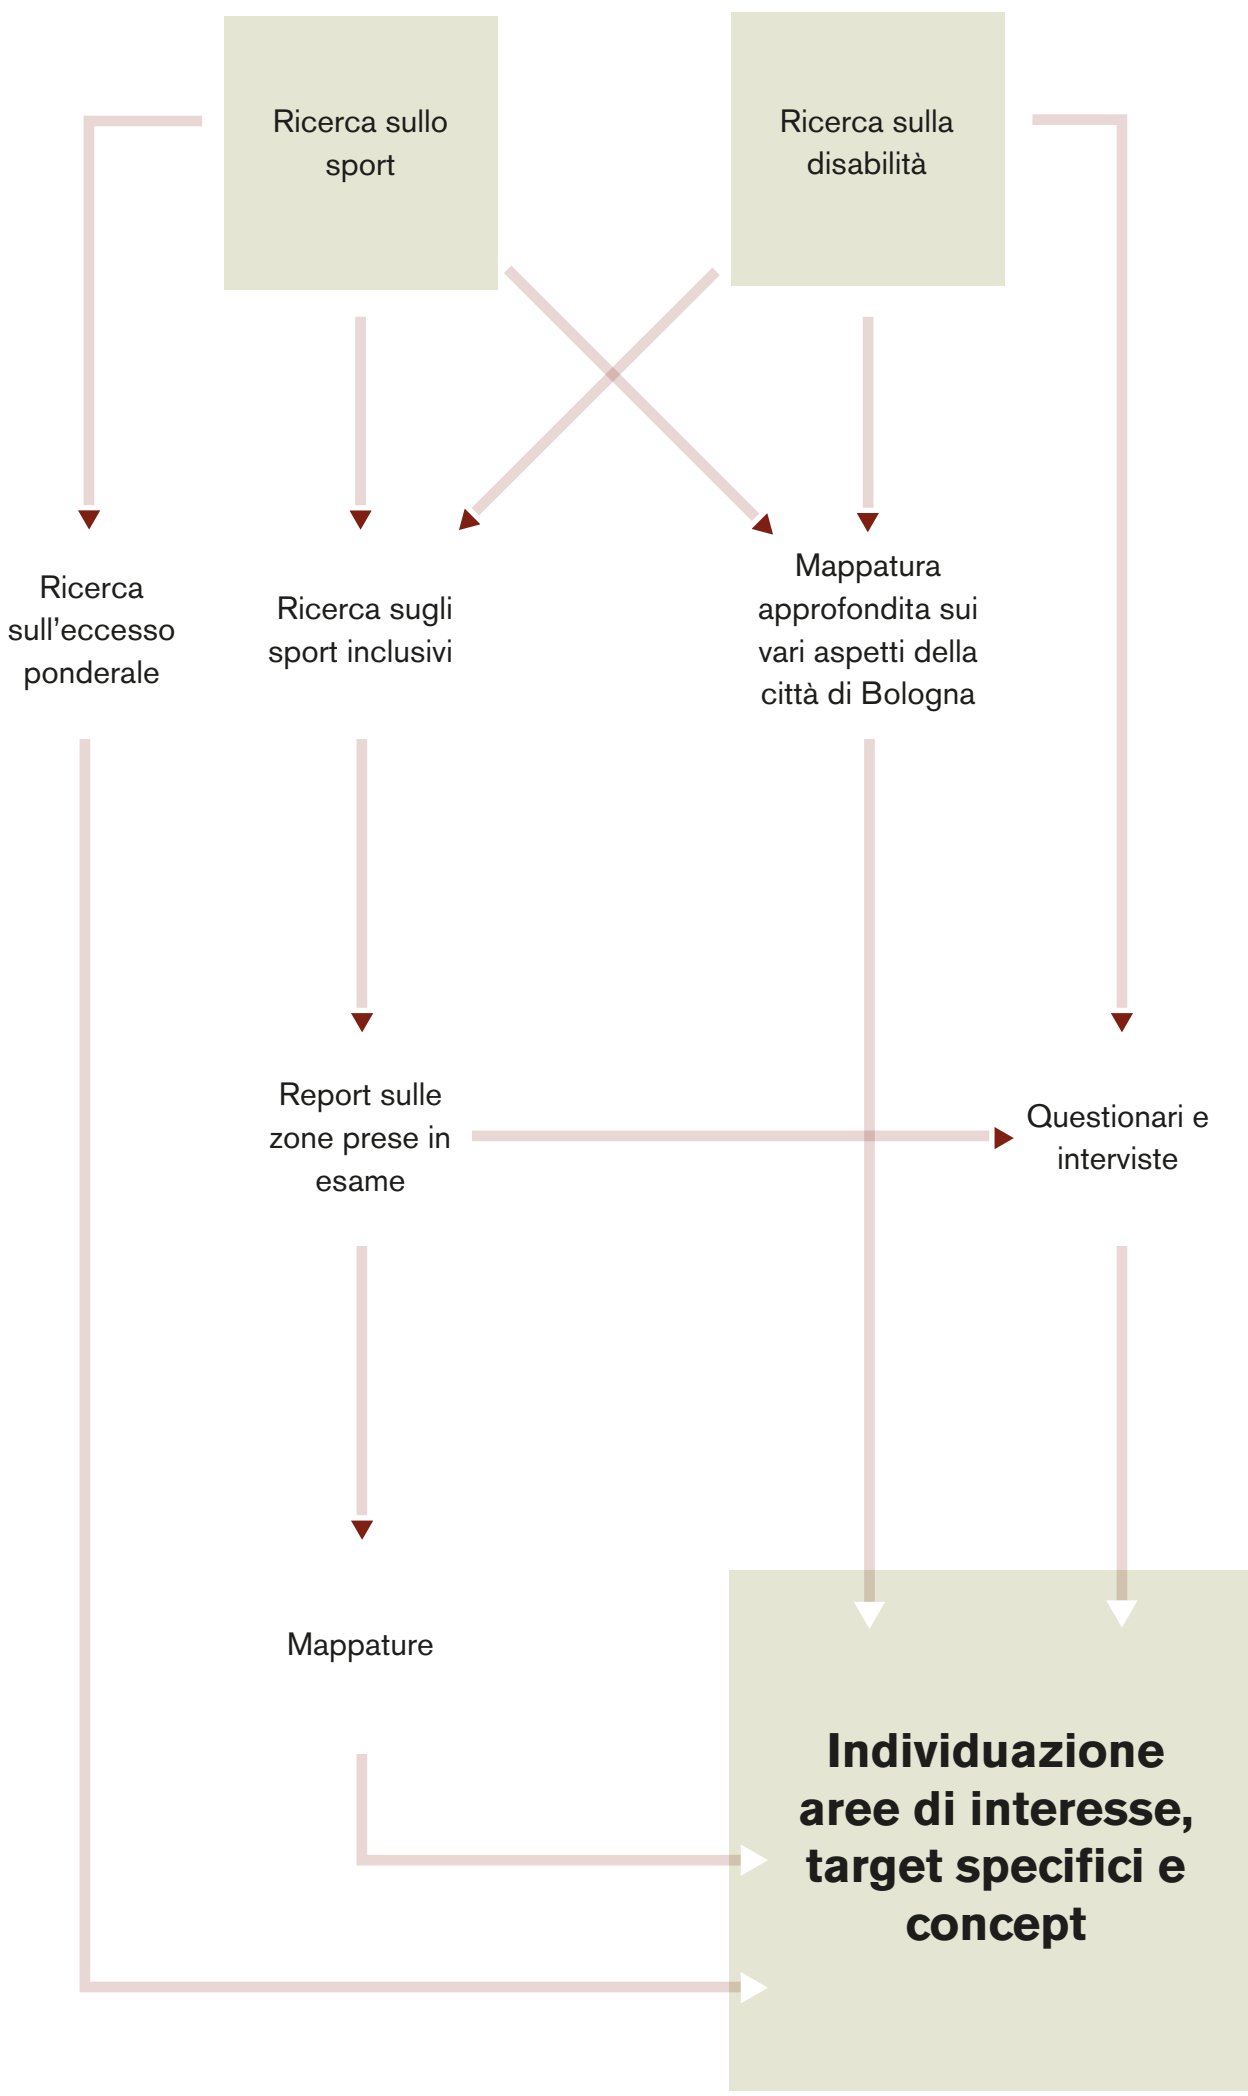 Ricerca sullo
sport
Ricerca sulla
disabilità
Ricerca
sull'eccesso
ponderale
Ricerca sugli
sport inclusivi
Mappatura
approfondita sui
vari aspetti della
città di Bologna
Report sulle
zone prese in
esame
Questionari e
interviste
Mappature
Individuazione
aree di interesse,
target specifici e
concept